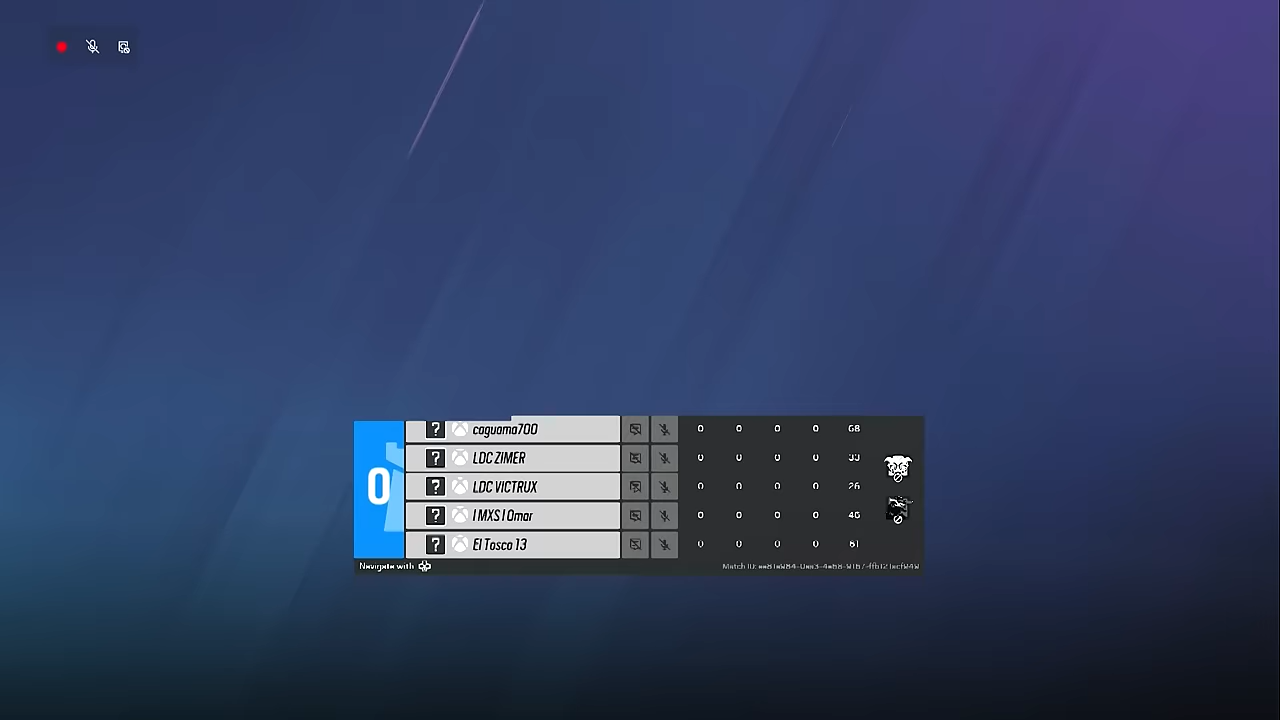 caguama700 0 0 0 0 68
0
LDC ZIMER 0 0 0 0 33
LDC VICTRUX 0 0 0 0 26
I MXS I Omar 0 0 0 0 46
El Tosco 13 0 0 0 0 61
Navigate with
Match ID: